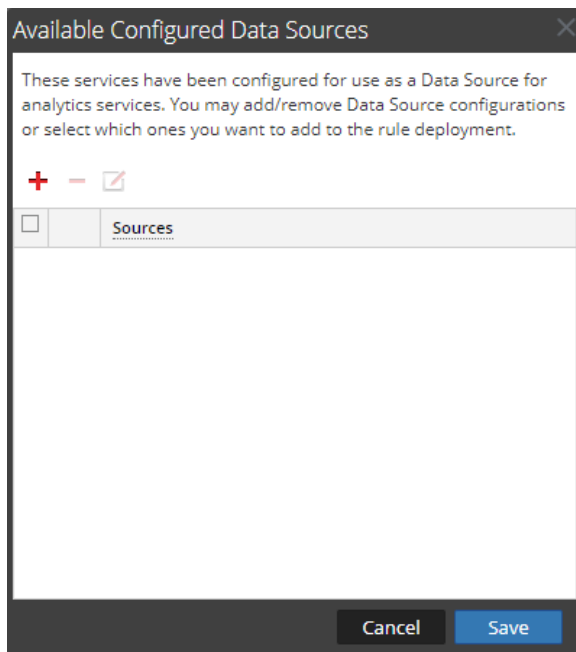 Available Configured Data Sources
These services have been configured for use as a Data Source for
analytics services. You may add/remove Data Source configurations
or select which ones you want to add to the rule deployment.
Sources
Cancel Save